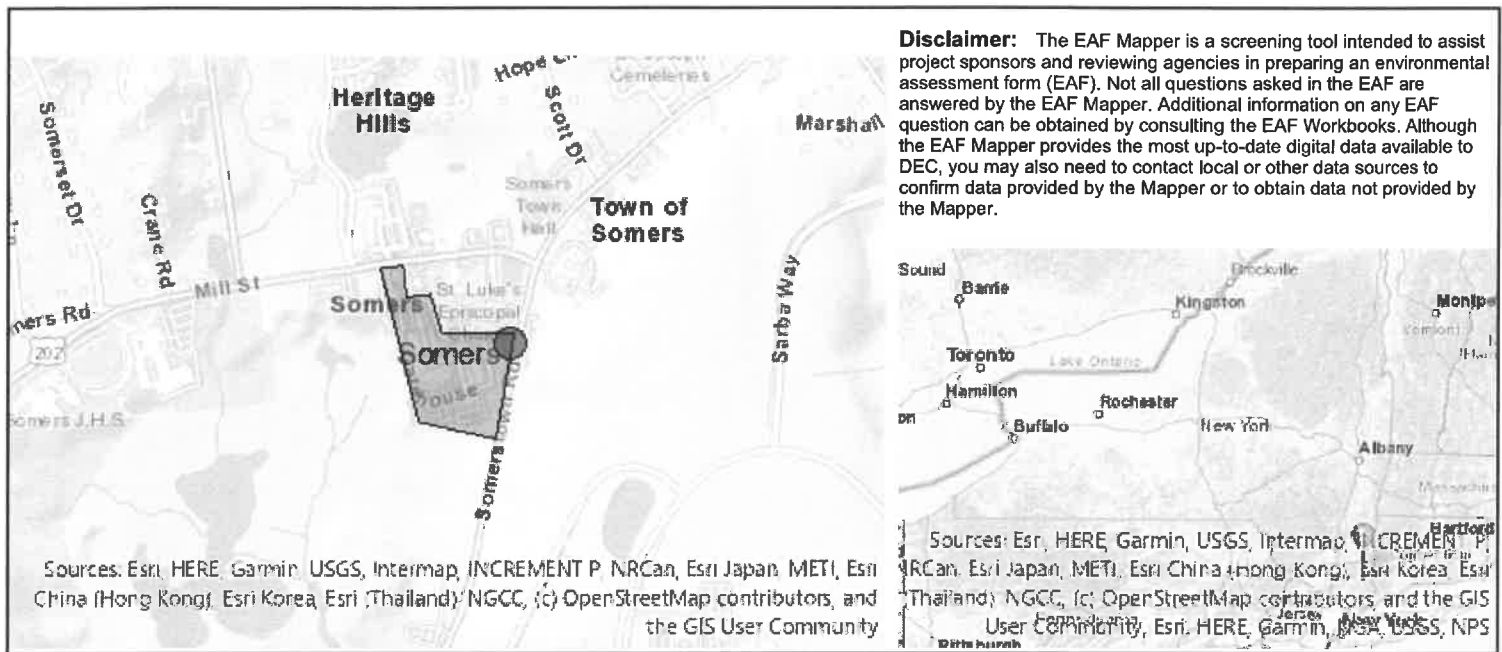 Disclaimer: The EAF Mapper is a screening tool intended to assist
project sponsors and reviewing agencies in preparing an environmental
assessment form (EAF). Not all questions asked in the EAF are
answered by the EAF Mapper. Additional information on any EAF
question can be obtained by consulting the EAF Workbooks. Although
the EAF Mapper provides the most up-to-date digital data available to
DEC, you may also need to contact local or other data sources to
confirm data provided by the Mapper or to obtain data not provided by
the Mapper.
Cemeteries
Scott Dr
Heritage
Hills
Somerset Dr
Marshall
Crane Rd
Somers
Town
Hall
Town of
Somers
Mill St
Somers
St Luke's
Episcopal
Sarba Way
202
Somers
House
Somers J.H.S.
Sources: Esri, HERE, Garmin, USGS, Intermap, INCREMENT P, NRCan, Esri Japan, METI, Esri
China (Hong Kong), Esri Korea, Esri (Thailand), NGCC, (c) OpenStreetMap contributors, and
the GIS User Community
Sound
Barrie
Brockville
Kingston
Montpe
Toronto
Lake Ontario
Hamilton
Rochester
Buffalo
New York
Albany
Hartford
Sources: Esri, HERE, Garmin, USGS, Intermap, INCREMENT P,
NRCan, Esri Japan, METI, Esri China (Hong Kong), Esri Korea, Esri
(Thailand), NGCC, (c) OpenStreetMap contributors, and the GIS
User Community, Esri, HERE, Garmin, NGA, USGS, NPS
Pittsburgh
New York